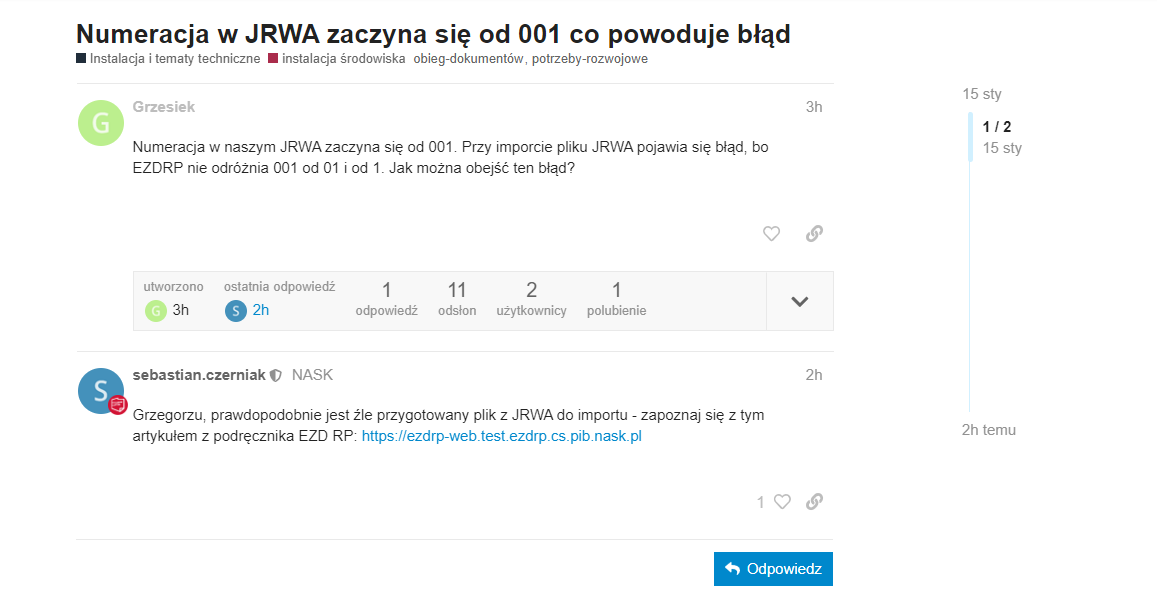 Numeracja w JRWA zaczyna się od 001 co powoduje błąd
Instalacja i tematy techniczne instalacja środowiska obieg-dokumentów, potrzeby-rozwojowe
15 sty
G Grzesiek 3h
1 / 2
15 sty
Numeracja w naszym JRWA zaczyna się od 001. Przy imporcie pliku JRWA pojawia się błąd, bo
EZDRP nie odróżnia 001 od 01 i od 1. Jak można obejść ten błąd?
utworzono ostatnia odpowiedź 1 11 2 1
G 3h S 2h odpowiedź odsłon użytkownicy polubienie
S sebastian.czerniak NASK 2h
Grzegorzu, prawdopodobnie jest źle przygotowany plik z JRWA do importu - zapoznaj się z tym
artykułem z podręcznika EZD RP: https://ezdrp-web.test.ezdrp.cs.pib.nask.pl
2h temu
1
Odpowiedz